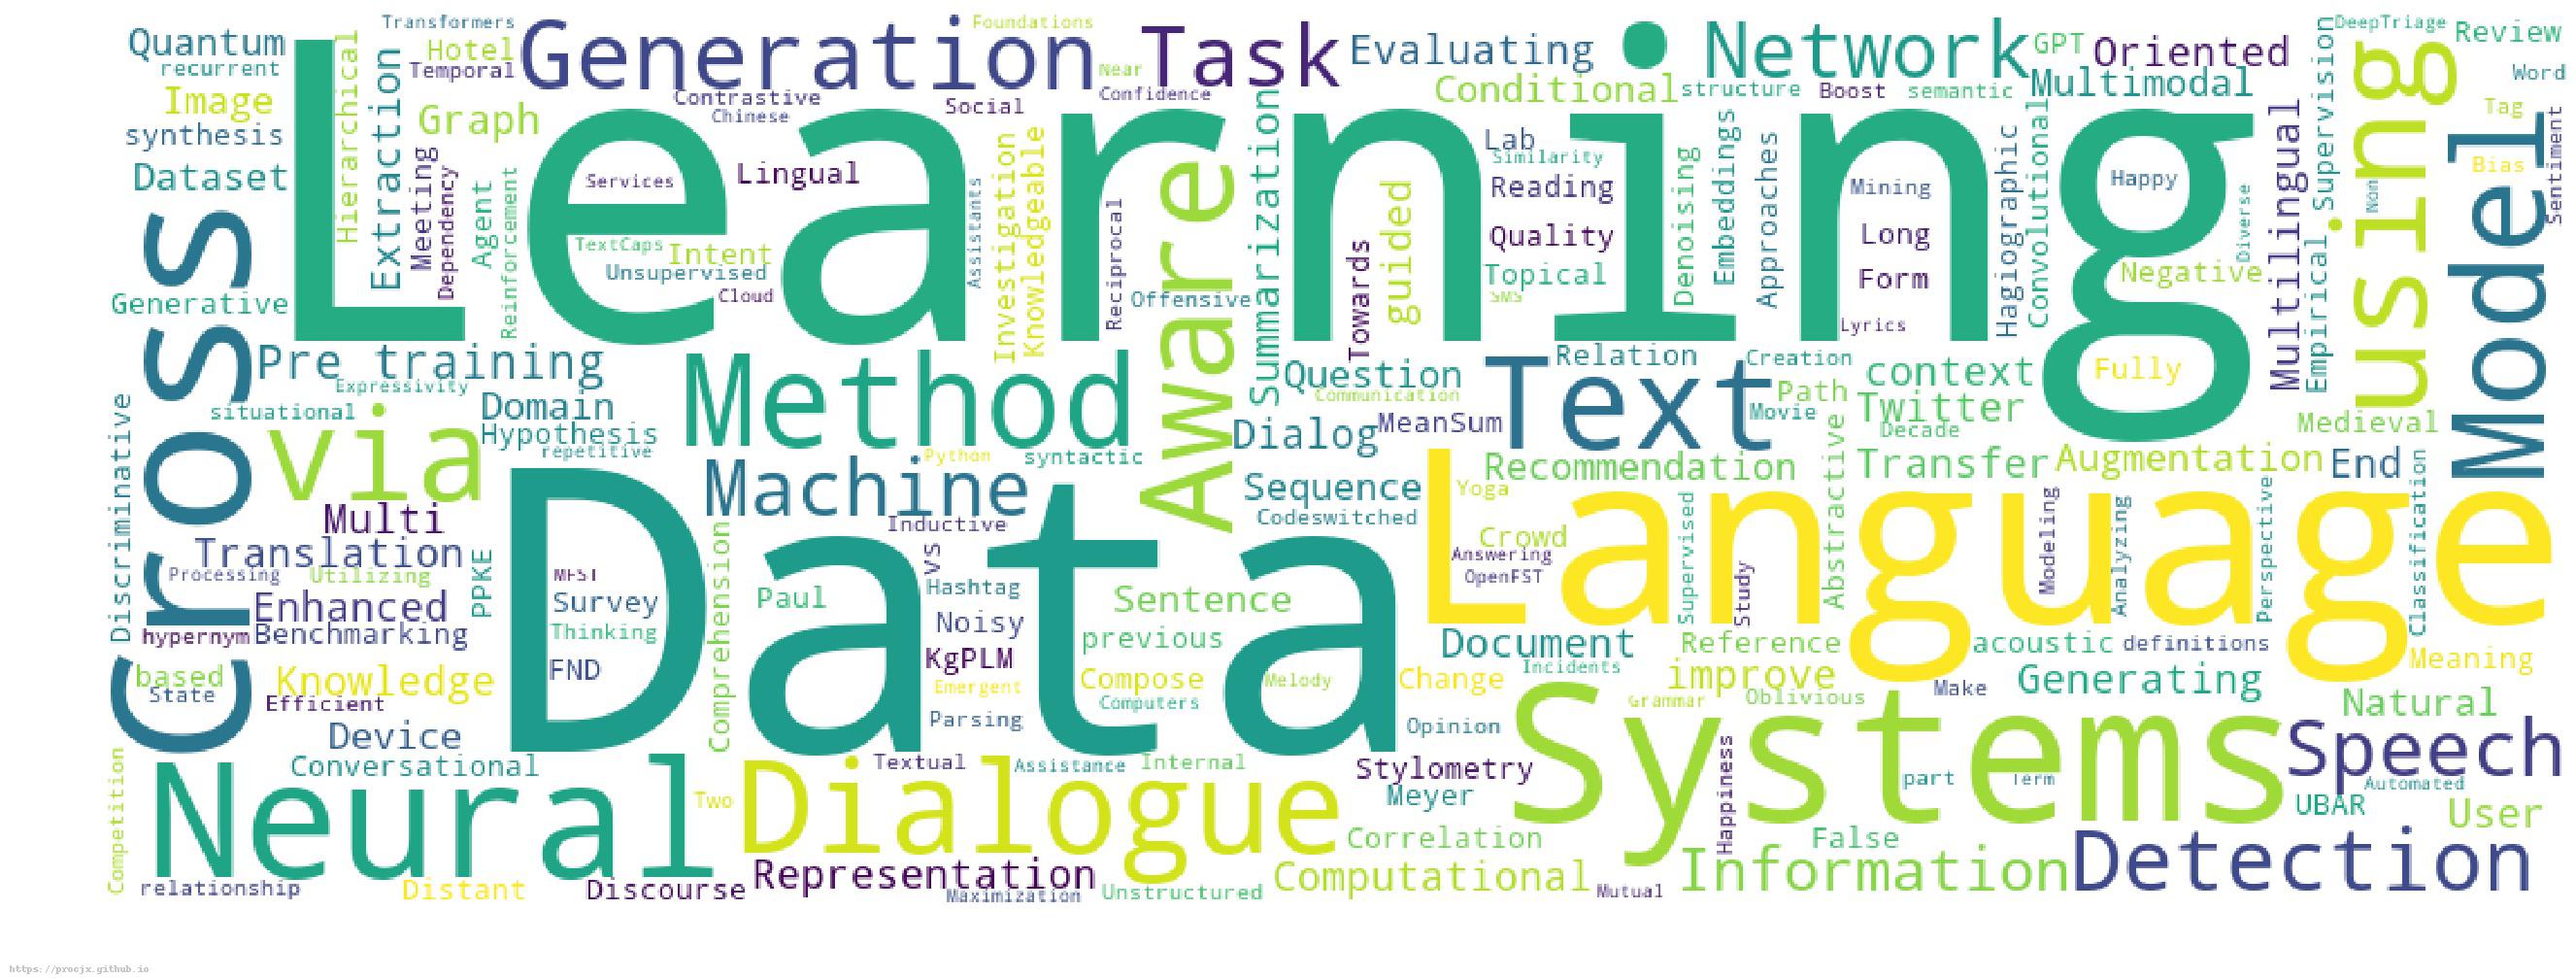 Transformers
Foundations
DeepTriage
Quantum
Hotel
Generation
Task
Evaluating
Network
GPT
Oriented
Review
recurrent
Temporal
Near
Confidence
Conditional
structure
Boost
semantic
Multimodal
Word
Image
Hierarchical
Extraction
Graph
Contrastive
Chinese
Social
Summarization
using
Tag
synthesis
Learning
Model
Dataset
Meeting
Dependency
Agent
Reinforcement
Services
Lingual
Assistants
Investigation
Knowledgeable
Reciprocal
Aware
guided
Lab
Similarity
Reading
Denoising
Embeddings
Approaches
Mining
Hagiographic
Convolutional
Happy
Diverse
Multilingual
Empirical
Supervision
Non
Bias
Sentiment
Cross
TextCaps
Intent
Unsupervised
Cloud
Offensive
Towards
Quality
Topical
SMS
Long
Form
Lyrics
Negative
Generative
Pre training
Expressivity
Method
Question
Communication
Text
Relation
Creation
Path
Movie
context
Twitter
Decade
Fully
Medieval
situational
via
Domain
Hypothesis
repetitive
Python
syntactic
Dialog
MeanSum
Discriminative
Machine
Data
Recommendation
Abstractive
Transfer
Augmentation
End
Sequence
Codeswitched
Yoga
Language
Multi
Inductive
Crowd
Answering
OpenFST
Supervised
Study
Modeling
Analyzing
Perspective
Classification
Translation
Processing
Utilizing
PPKE
MFST
Survey
Thinking
FND
Comprehension
Paul
vs
Hashtag
Noisy
KgPLM
Sentence
previous
Enhanced
hypernym
Benchmarking
Document
Incidents
Reference
acoustic
definitions
Meaning
based
State
Knowledge
Efficient
Emergent
Compose
Computers
Melody
Change
improve
Grammar
Oblivious
Make
Generating
Natural
Device
Parsing
Opinion
Systems
Speech
Competition
Conversational
Textual
Assistance
Internal
Stylometry
Meyer
Happiness
part
Term
Automated
Neural
Two
Dialogue
UBAR
User
Correlation
False
relationship
Distant
Discourse
Representation
Maximization
Unstructured
Computational
Mutual
Information
Detection
https://procjx.github.io